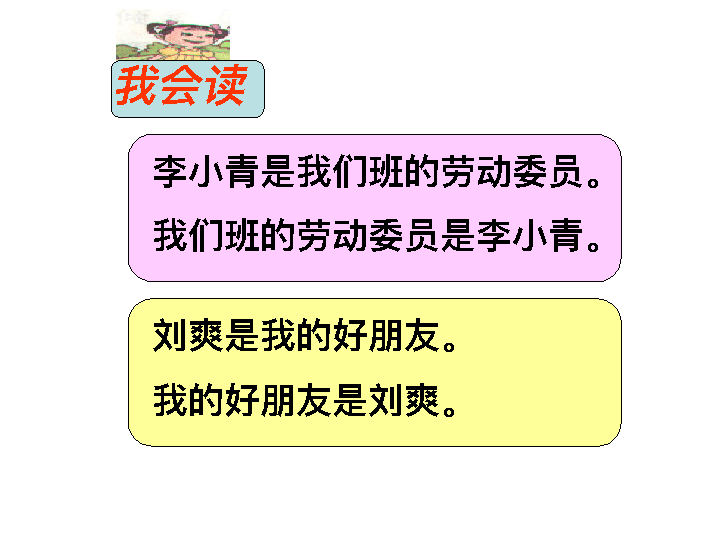 我会读
李小青是我们班的劳动委员。
我们班的劳动委员是李小青。
刘爽是我的好朋友。
我的好朋友是刘爽。